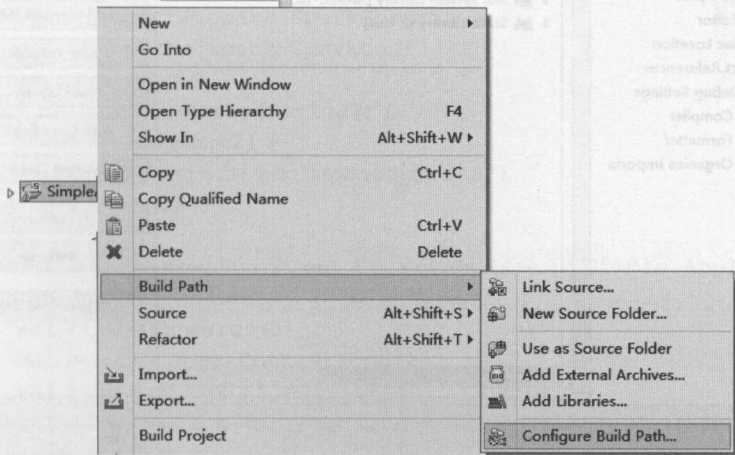 New
Go Into
Open in New Window
Open Type Hierarchy F4
Show In Alt+Shift+W
Copy Ctrl+C
Copy Qualified Name
Paste Ctrl+V
Delete Delete
Build Path
Source Alt+Shift+S
Refactor Alt+Shift+T
Import...
Export...
Build Project
Simple
Link Source...
New Source Folder...
Use as Source Folder
Add External Archives...
Add Libraries...
Configure Build Path...